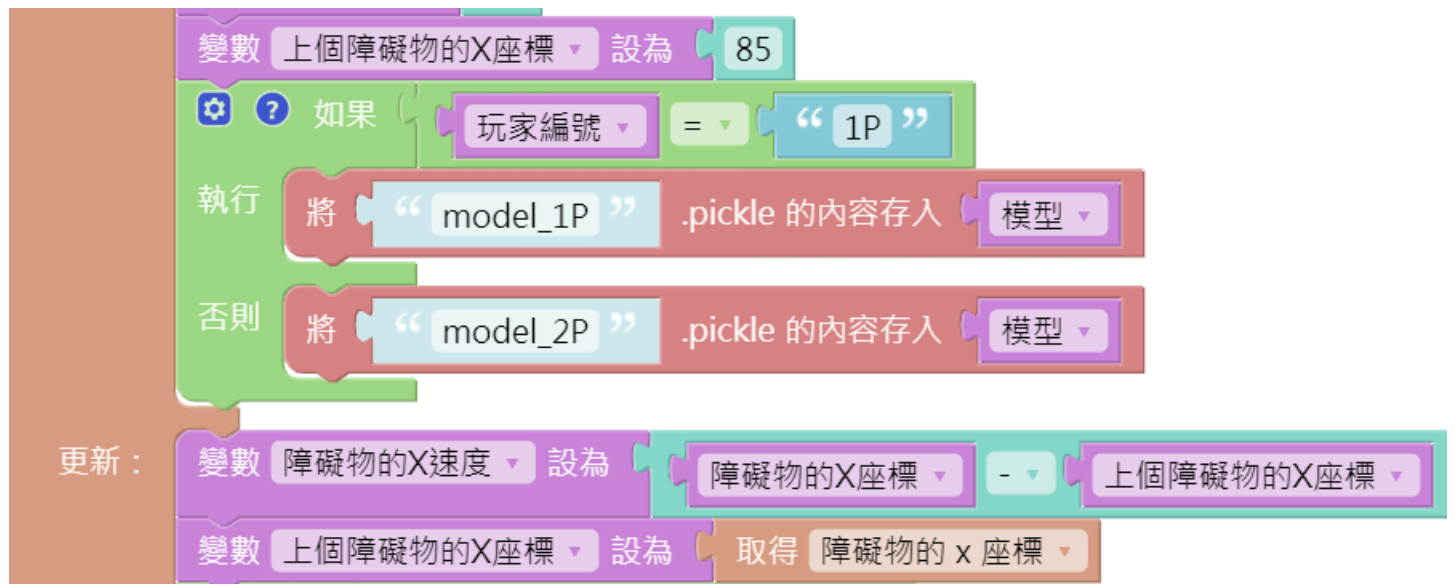 變數 上個障礙物的X座標 設為 85
如果 玩家編號 = “ 1P ”
執行 將 “ model_1P ” .pickle 的內容存入 模型
否則 將 “ model_2P ” .pickle 的內容存入 模型
更新： 變數 障礙物的X速度 設為 障礙物的X座標 - 上個障礙物的X座標
變數 上個障礙物的X座標 設為 取得 障礙物的 x 座標